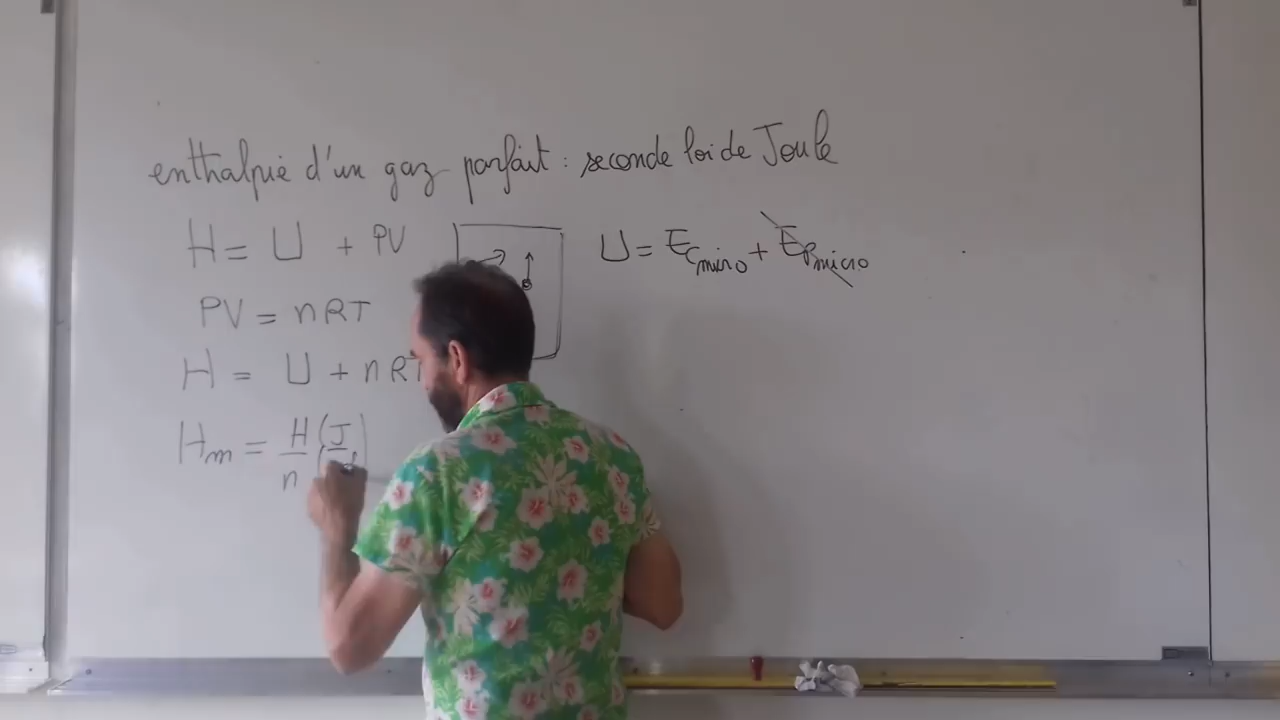 enthalpie d'un gaz parfait : seconde loi de Joule
H = U + PV
U = Ecmicro + Epmicro
PV = nRT
H = U + nRT
Hm = H/n (J/